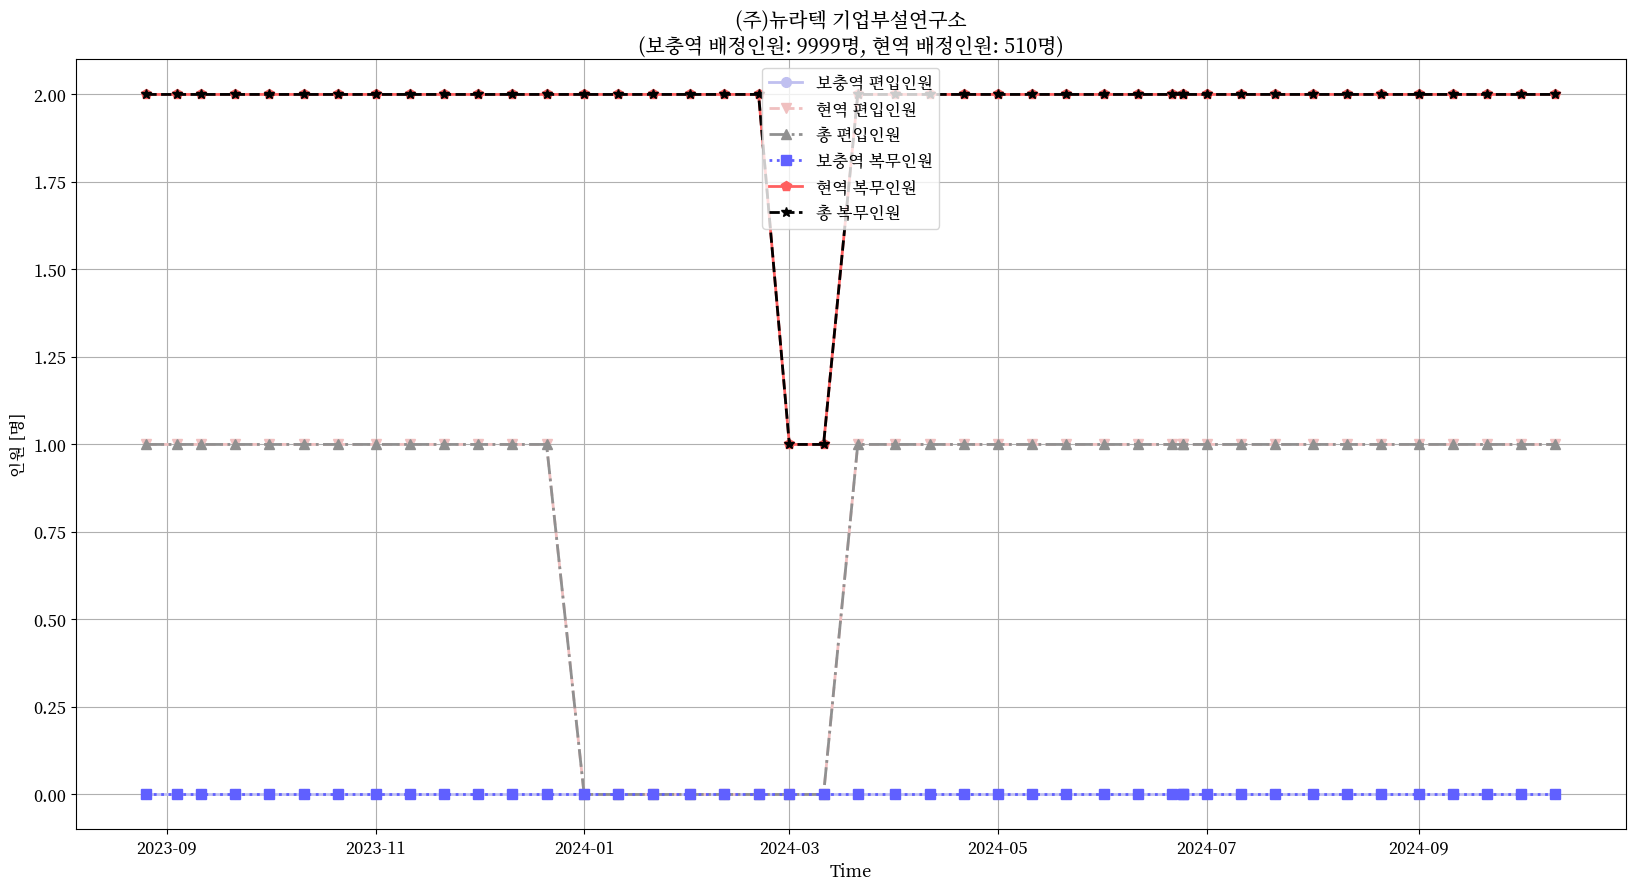 (주)뉴라텍 기업부설연구소
(보충역 배정인원: 9999명, 현역 배정인원: 510명)
보충역 편입인원
현역 편입인원
총 편입인원
보충역 복무인원
현역 복무인원
총 복무인원
인원 [명]
2.00
1.75
1.50
1.25
1.00
0.75
0.50
0.25
0.00
2023-09 2023-11 2024-01 2024-03 2024-05 2024-07 2024-09
Time